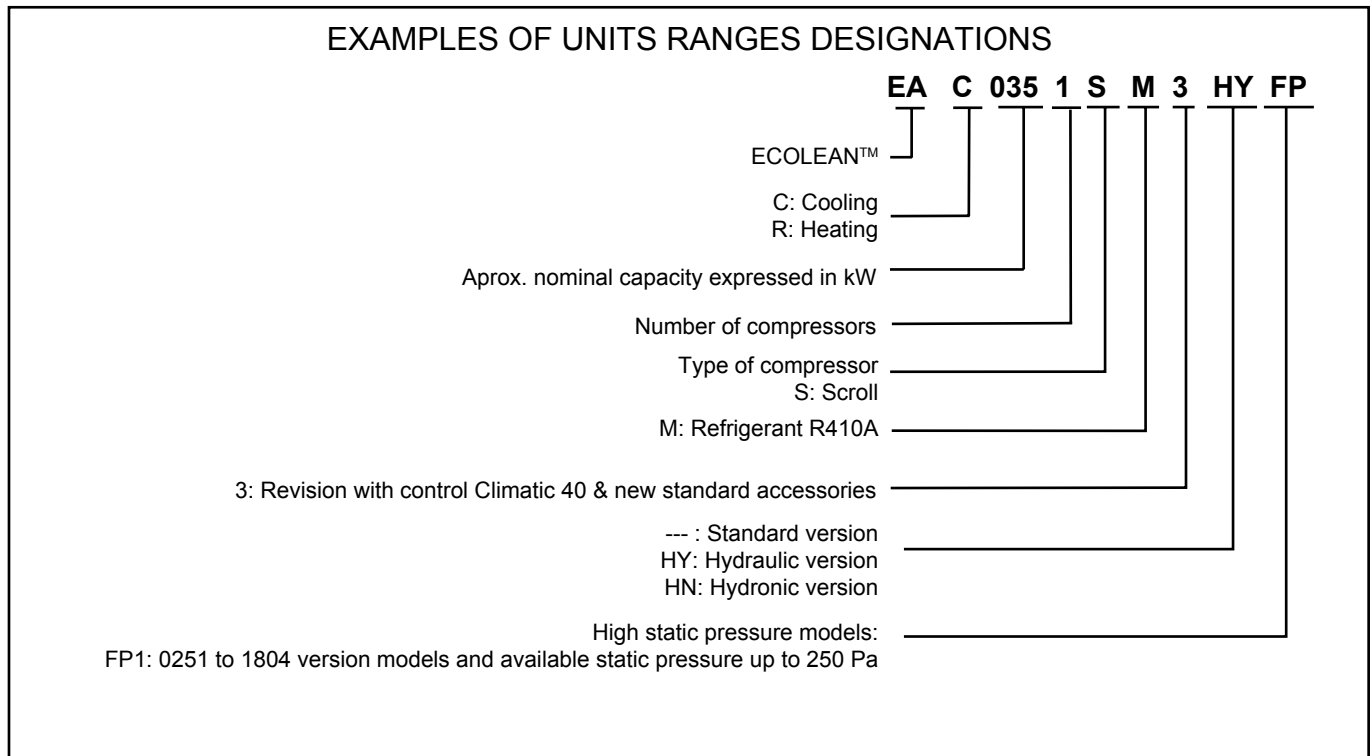 EXAMPLES OF UNITS RANGES DESIGNATIONS
EA C 035 1 S M 3 HY FP
ECOLEAN™
C: Cooling
R: Heating
Aprox. nominal capacity expressed in kW
Number of compressors
Type of compressor
S: Scroll
M: Refrigerant R410A
3: Revision with control Climatic 40 & new standard accessories
--- : Standard version
HY: Hydraulic version
HN: Hydronic version
High static pressure models:
FP1: 0251 to 1804 version models and available static pressure up to 250 Pa